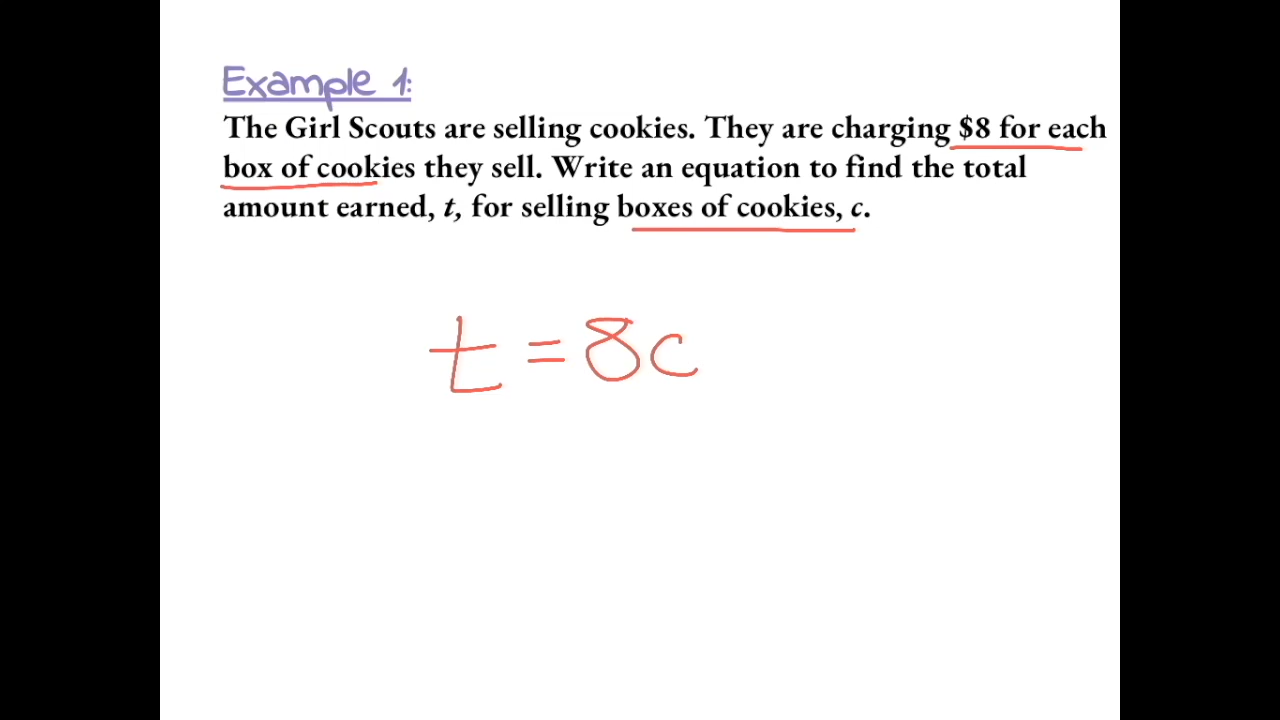 Example 1:
The Girl Scouts are selling cookies. They are charging $8 for each
box of cookies they sell. Write an equation to find the total
amount earned, t, for selling boxes of cookies, c.
t = 8c